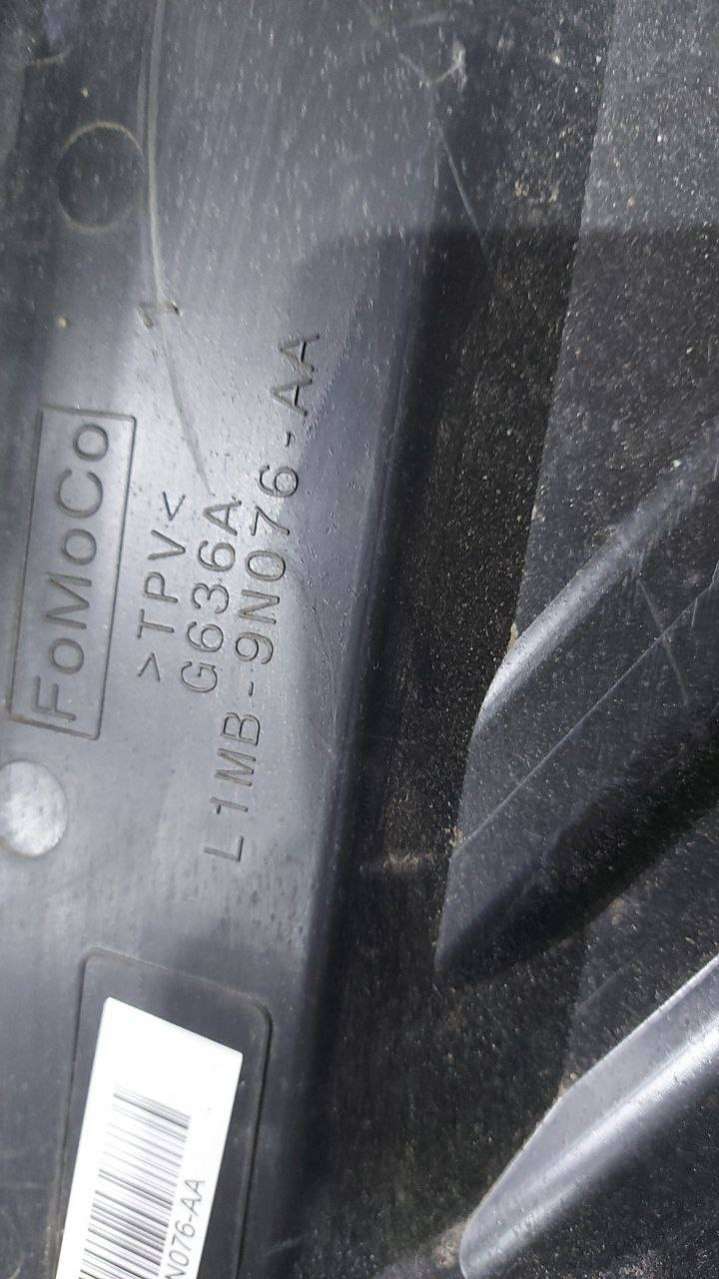 FoMoCo
>TPV<
G636A
L1MB-9N076-AA
N076-AA